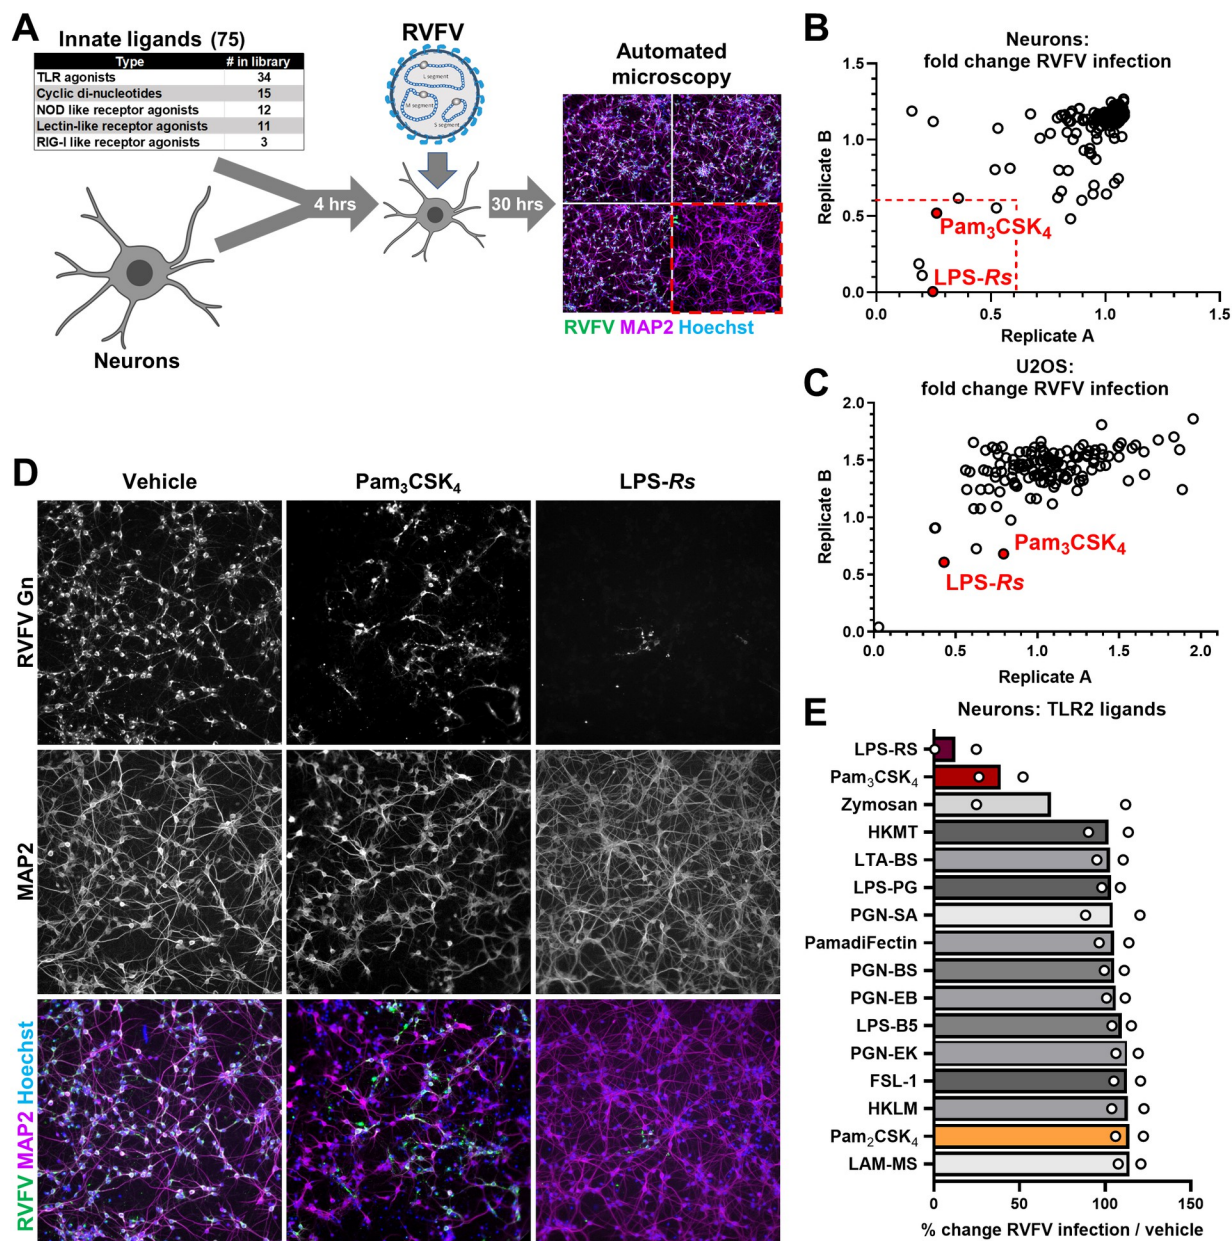 A
Innate ligands (75)
Type # in library
TLR agonists 34
Cyclic di-nucleotides 15
NOD like receptor agonists 12
Lectin-like receptor agonists 11
RIG-I like receptor agonists 3
Neurons
4 hrs
RVFV
L segment
M segment
S segment
30 hrs
Automated
microscopy
RVFV MAP2 Hoechst
B
Neurons:
fold change RVFV infection
Replicate B
1.5
1.0
0.5
0.0
Pam₃CSK₄
LPS-Rs
0.0 0.5 1.0 1.5
Replicate A
C
U2OS:
fold change RVFV infection
Replicate B
2.0
1.5
1.0
0.5
0.0
Pam₃CSK₄
LPS-Rs
0.0 0.5 1.0 1.5 2.0
Replicate A
D
Vehicle Pam₃CSK₄ LPS-Rs
RVFV Gn
MAP2
RVFV MAP2 Hoechst
E
Neurons: TLR2 ligands
LPS-RS
Pam₃CSK₄
Zymosan
HKMT
LTA-BS
LPS-PG
PGN-SA
PamadiFectin
PGN-BS
PGN-EB
LPS-B5
PGN-EK
FSL-1
HKLM
Pam₂CSK₄
LAM-MS
0 50 100 150
% change RVFV infection / vehicle